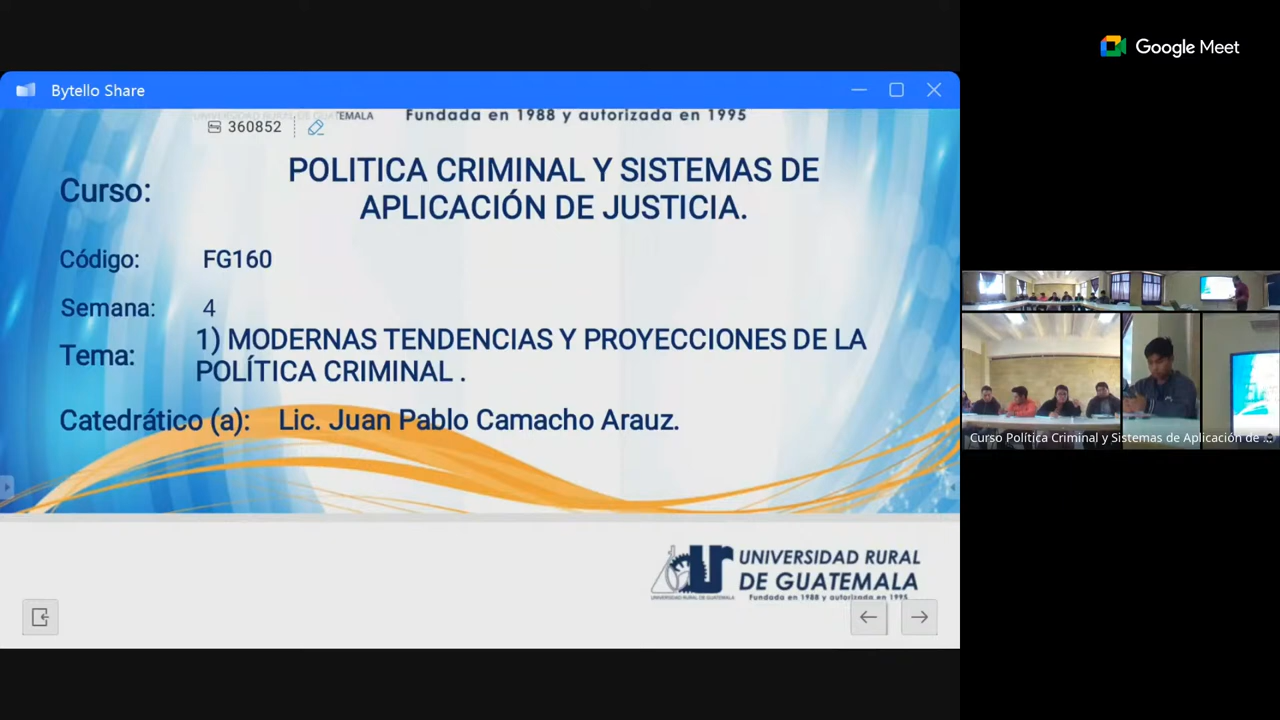 Google Meet
Bytello Share
EMALA
Fundada en 1988 y autorizada en 1995
360852
Curso:
POLITICA CRIMINAL Y SISTEMAS DE
APLICACIÓN DE JUSTICIA.
Código: FG160
Semana: 4
Tema:
1) MODERNAS TENDENCIAS Y PROYECCIONES DE LA
POLÍTICA CRIMINAL .
Catedrático (a): Lic. Juan Pablo Camacho Arauz.
Curso Política Criminal y Sistemas de Aplicación de ...
UNIVERSIDAD RURAL
DE GUATEMALA
Fundada en 1988 y autorizada en 1995